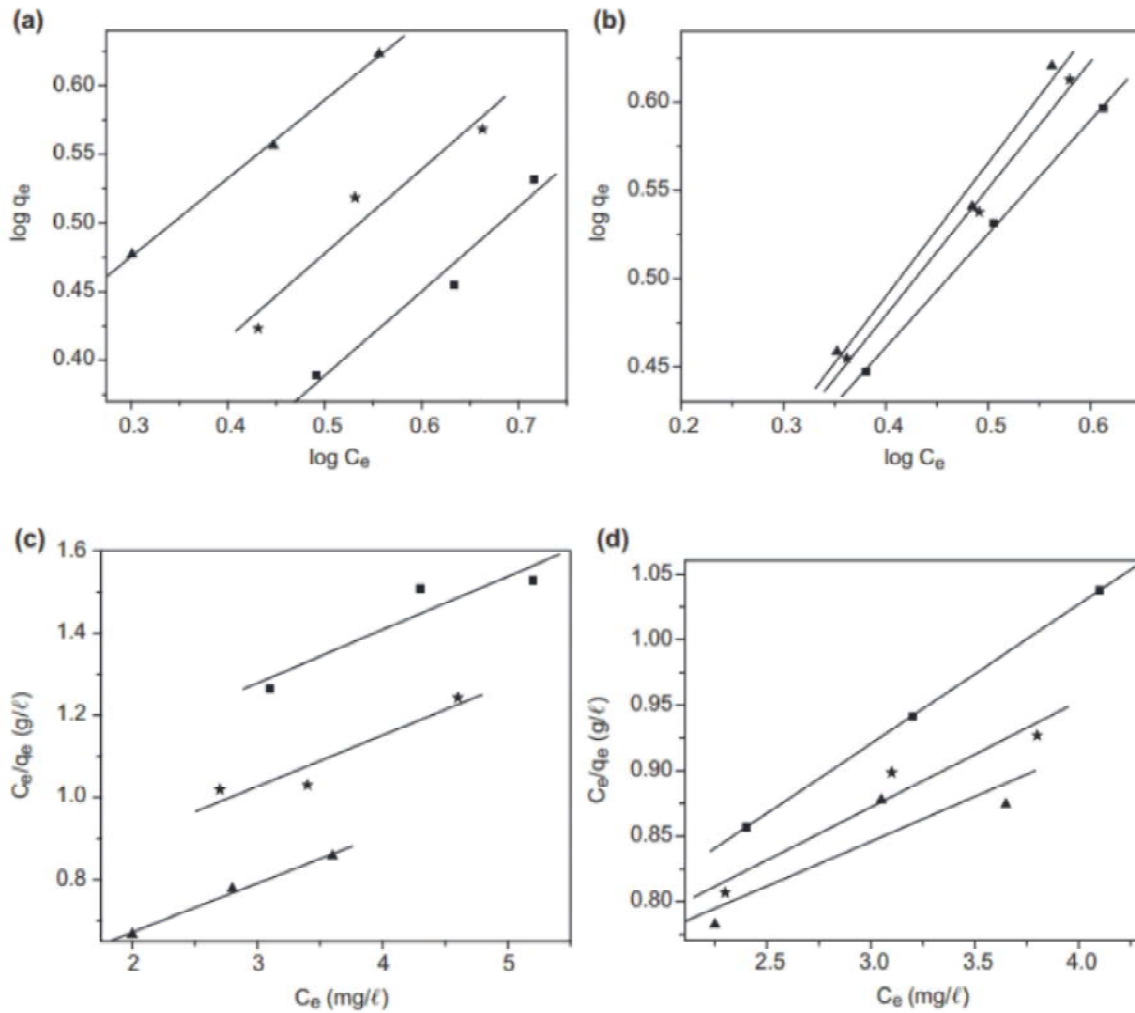 (a)
0.60
0.55
0.50
0.45
0.40
log qe
0.3 0.4 0.5 0.6 0.7
log Ce
(b)
0.60
0.55
0.50
0.45
log qe
0.2 0.3 0.4 0.5 0.6
log Ce
(c)
1.6
1.4
1.2
1.0
0.8
Ce/qe (g/ℓ)
2 3 4 5
Ce (mg/ℓ)
(d)
1.05
1.00
0.95
0.90
0.85
0.80
Ce/qe (g/ℓ)
2.5 3.0 3.5 4.0
Ce (mg/ℓ)